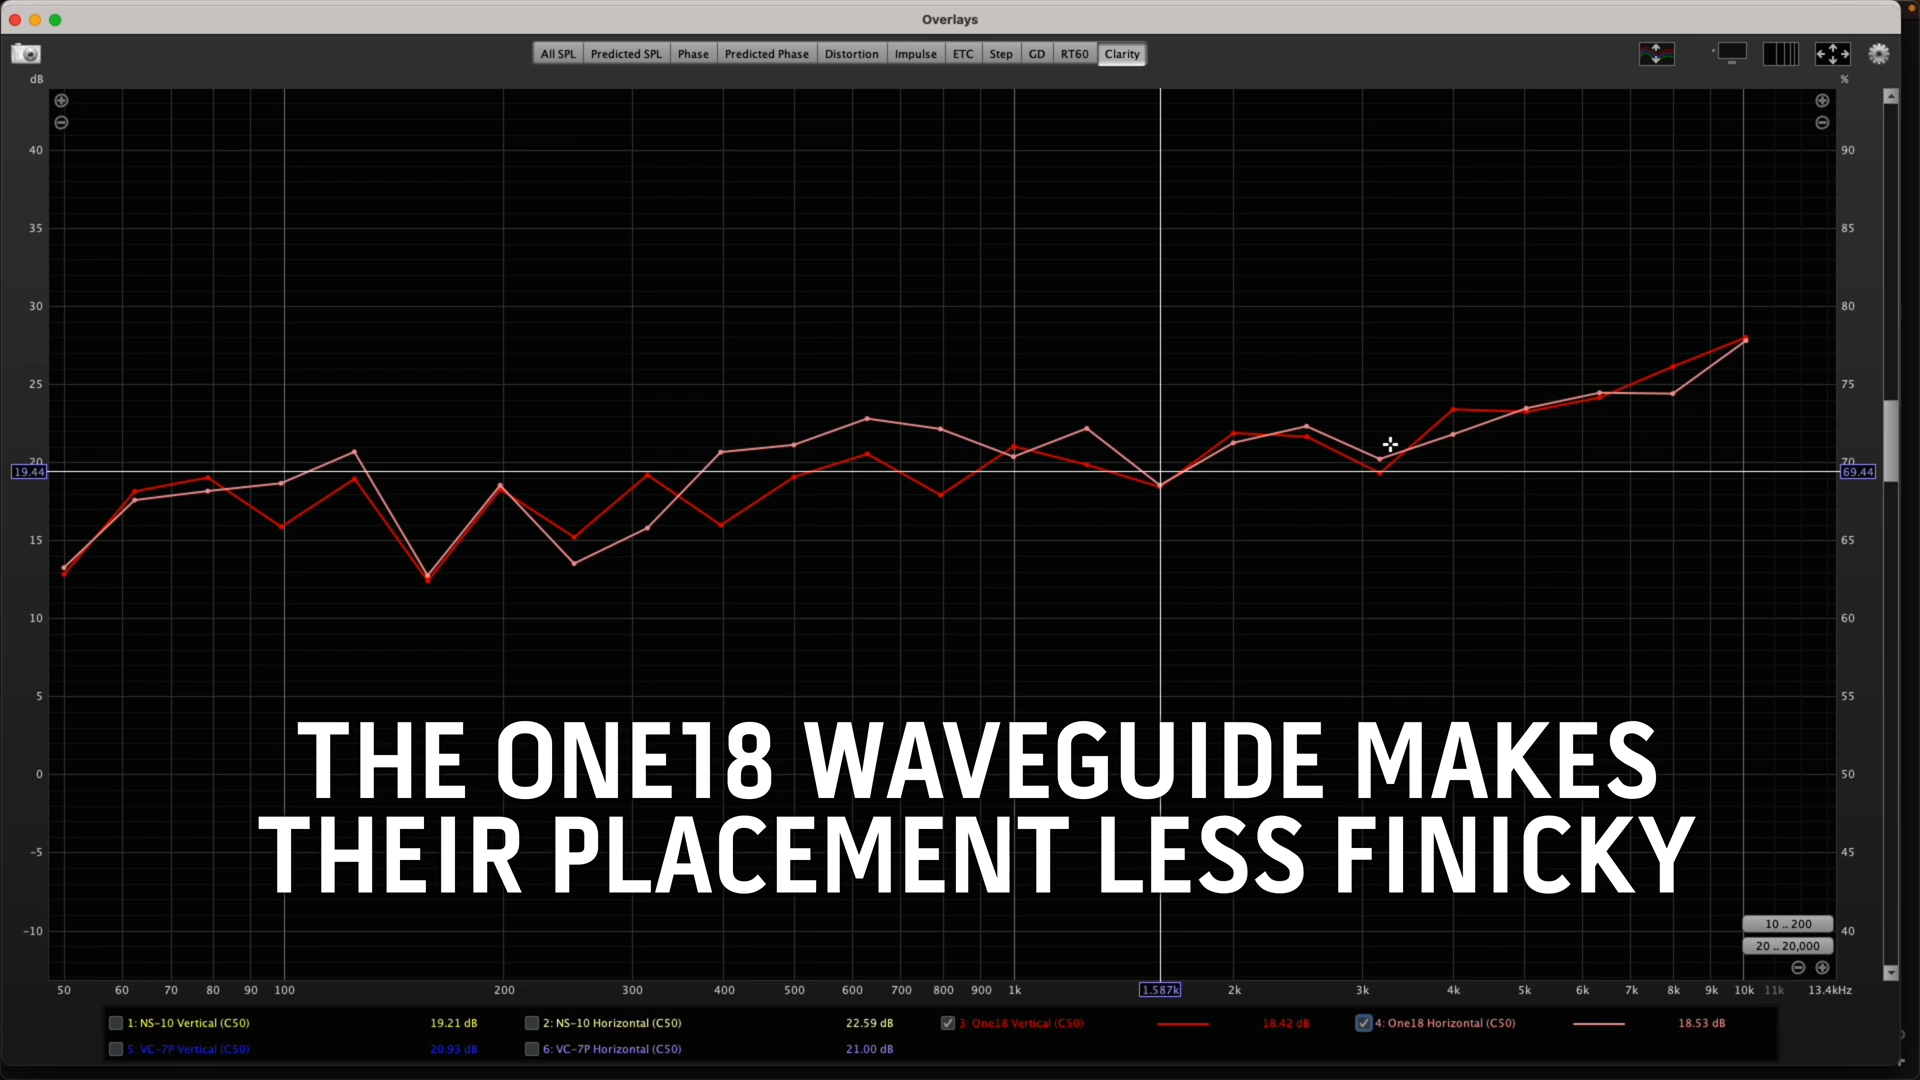 Overlays
All SPL Predicted SPL Phase Predicted Phase Distortion Impulse ETC Step GD RT60 Clarity
dB %
40 90
35 85
30 80
25 75
20 70
19.44 69.44
15 65
10 60
5 55
0 50
-5 45
-10 40
THE ONE18 WAVEGUIDE MAKES
THEIR PLACEMENT LESS FINICKY
10 .. 200
20 .. 20,000
50 60 70 80 90 100 200 300 400 500 600 700 800 900 1k 1.587k 2k 3k 4k 5k 6k 7k 8k 9k 10k 11k 13.4kHz
1: NS-10 Vertical (C50) 19.21 dB 2: NS-10 Horizontal (C50) 22.59 dB 3: One18 Vertical (C50) 18.42 dB 4: One18 Horizontal (C50) 18.53 dB
5: VC-7P Vertical (C50) 20.93 dB 6: VC-7P Horizontal (C50) 21.00 dB